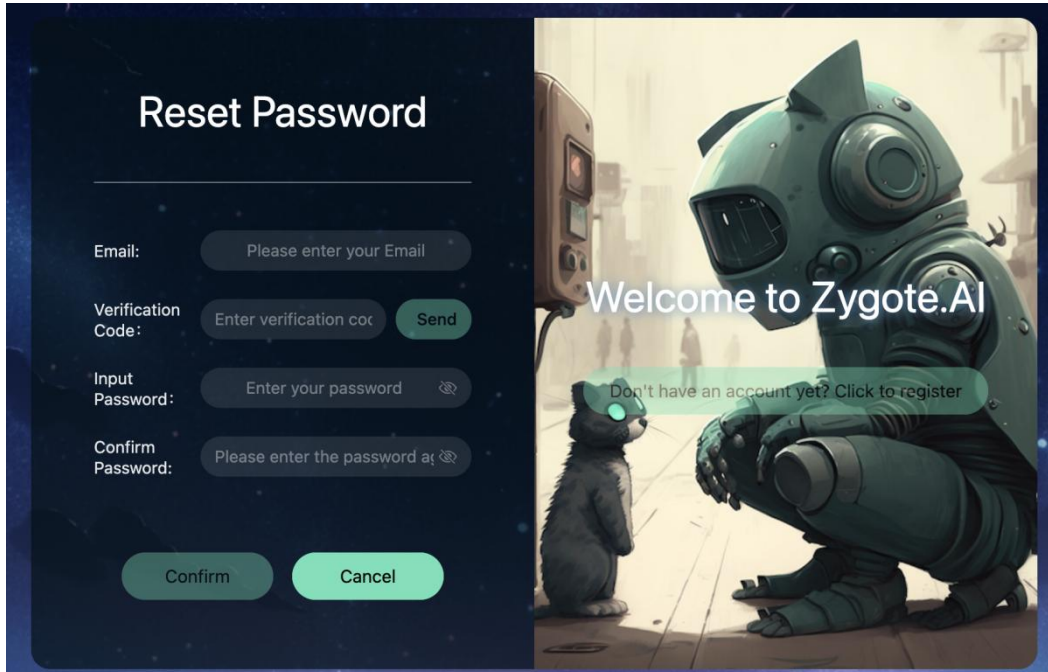 Reset Password
Email:
Please enter your Email
Verification
Code：
Enter verification
Send
Input
Password：
Enter your password
Confirm
Password:
Please enter the password
Confirm
Cancel
Welcome to Zygote.AI
Don't have an account yet? Click to register